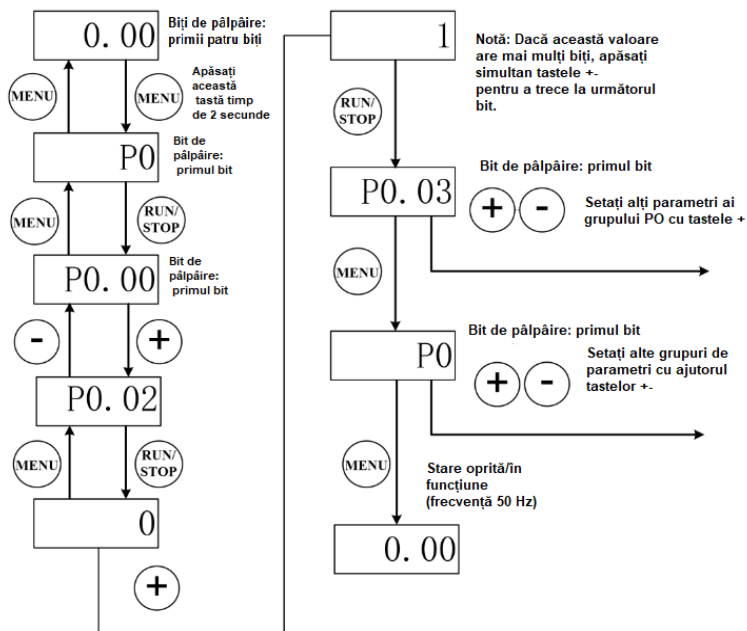 0.00
Biți de pâlpâire:
primii patru biți
MENU
MENU
Apăsați
această
tastă timp
de 2 secunde
P0
Bit de
pâlpâire:
primul bit
MENU
RUN/
STOP
P0.00
Bit de
pâlpâire:
primul bit
-
+
P0.02
MENU
RUN/
STOP
0
+
1
Notă: Dacă această valoare
are mai mulți biți, apăsați
simultan tastele +-
pentru a trece la următorul
bit.
RUN/
STOP
P0.03
Bit de pâlpâire: primul bit
+
-
Setați alți parametri ai
grupului PO cu tastele +
MENU
P0
Bit de pâlpâire: primul bit
+
-
Setați alte grupuri de
parametri cu ajutorul
tastelor +-
MENU
Stare oprită/în
funcțiune
(frecvență 50 Hz)
0.00